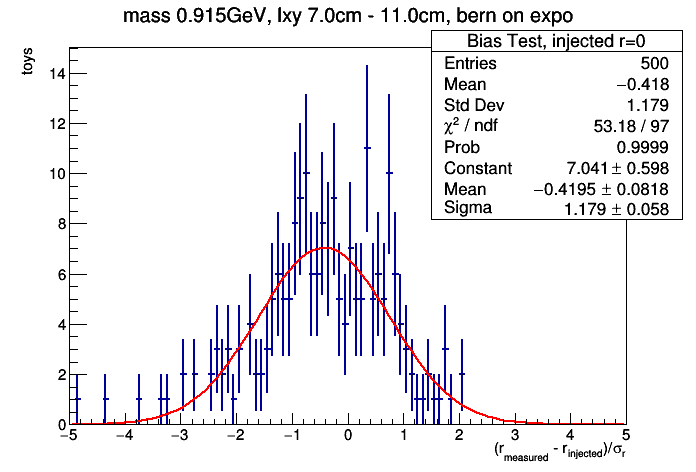 mass 0.915GeV, lxy 7.0cm - 11.0cm, bern on expo
Bias Test, injected r=0
Entries 500
Mean −0.418
Std Dev 1.179
χ² / ndf 53.18 / 97
Prob 0.9999
Constant 7.041 ± 0.598
Mean −0.4195 ± 0.0818
Sigma 1.179 ± 0.058
toys
14
12
10
8
6
4
2
0
−5 −4 −3 −2 −1 0 1 2 3 4 5
(r_measured - r_injected)/σ_r